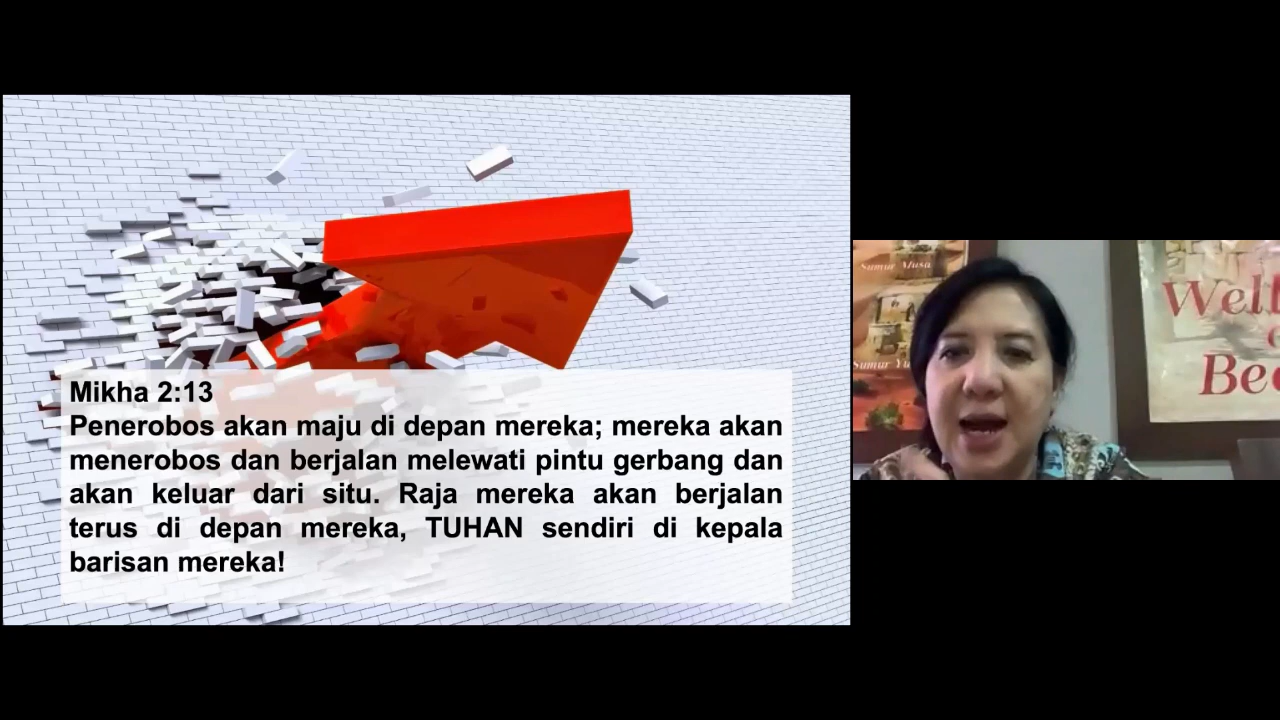 Mikha 2:13
Penerobos akan maju di depan mereka; mereka akan
menerobos dan berjalan melewati pintu gerbang dan
akan keluar dari situ. Raja mereka akan berjalan
terus di depan mereka, TUHAN sendiri di kepala
barisan mereka!
Sumur Musa
Sumur
Well
Bee